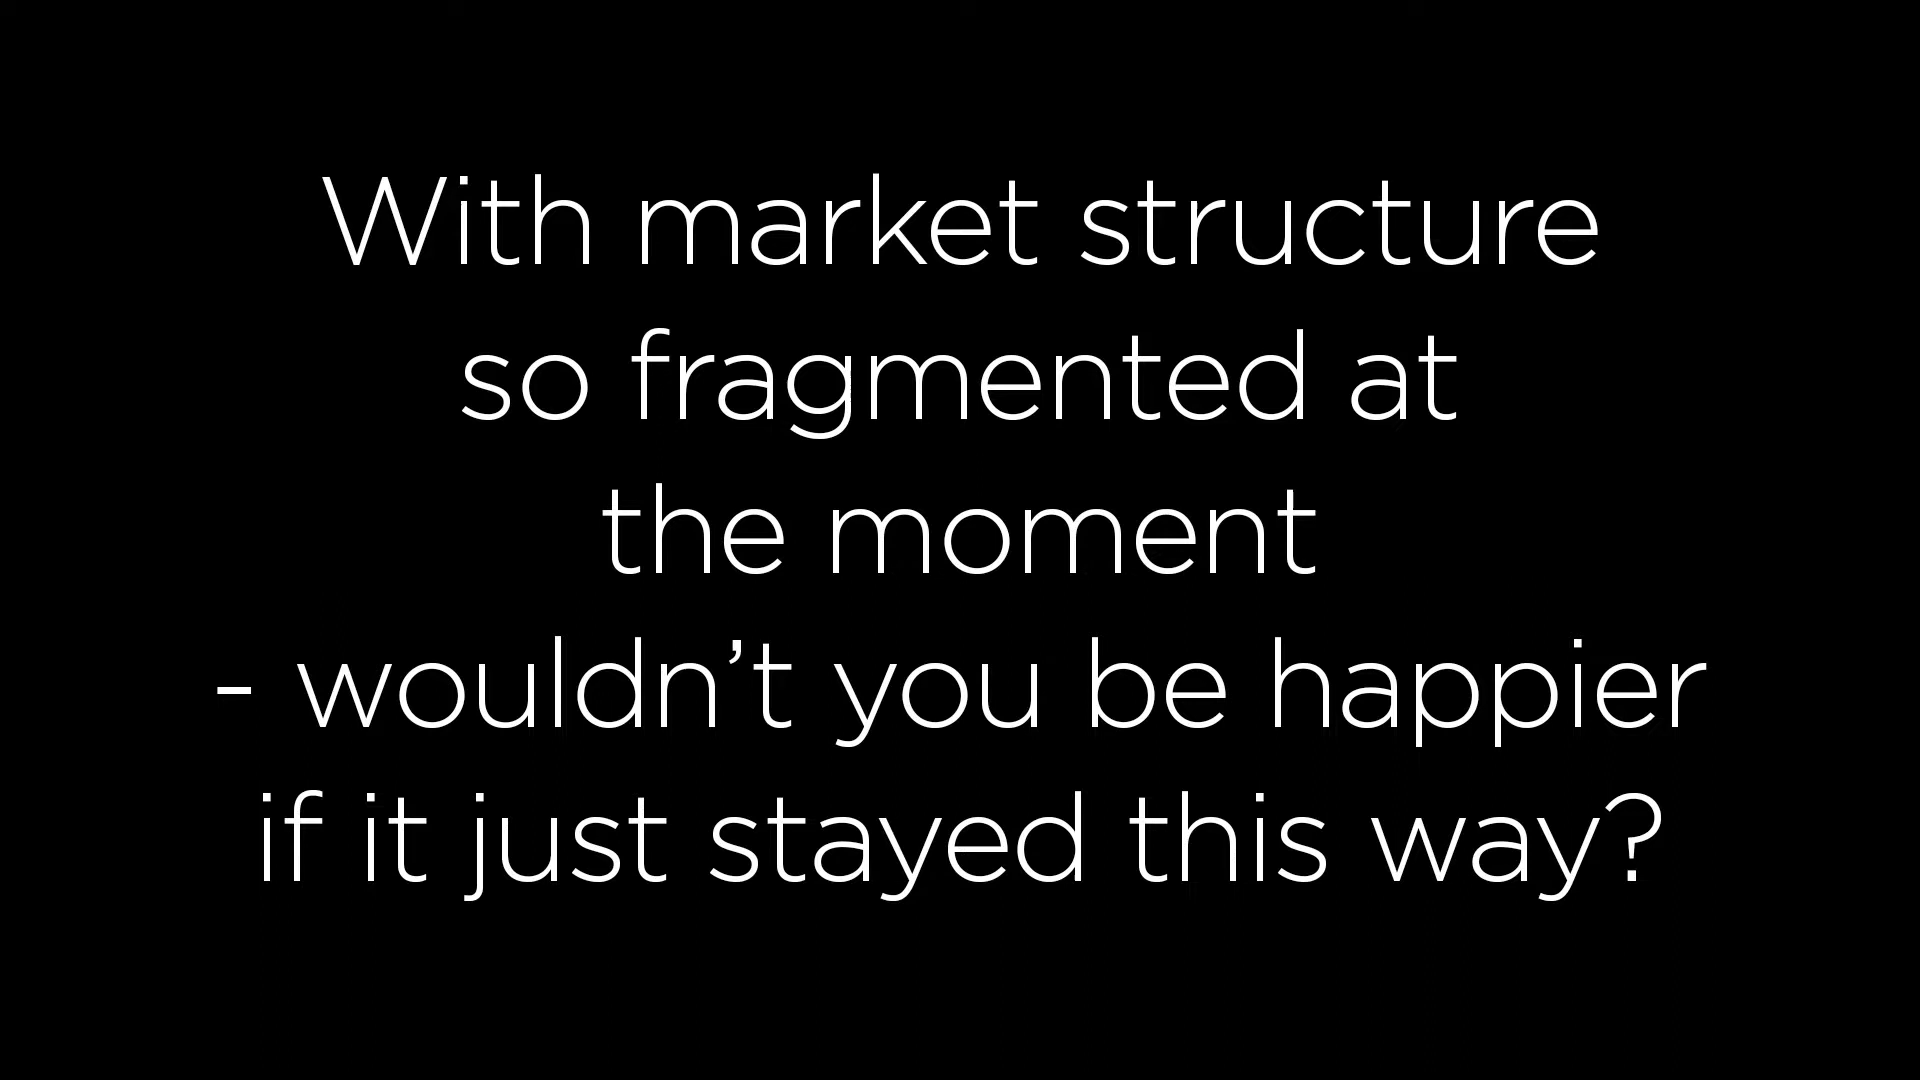 With market structure
so fragmented at
the moment
- wouldn’t you be happier
if it just stayed this way?